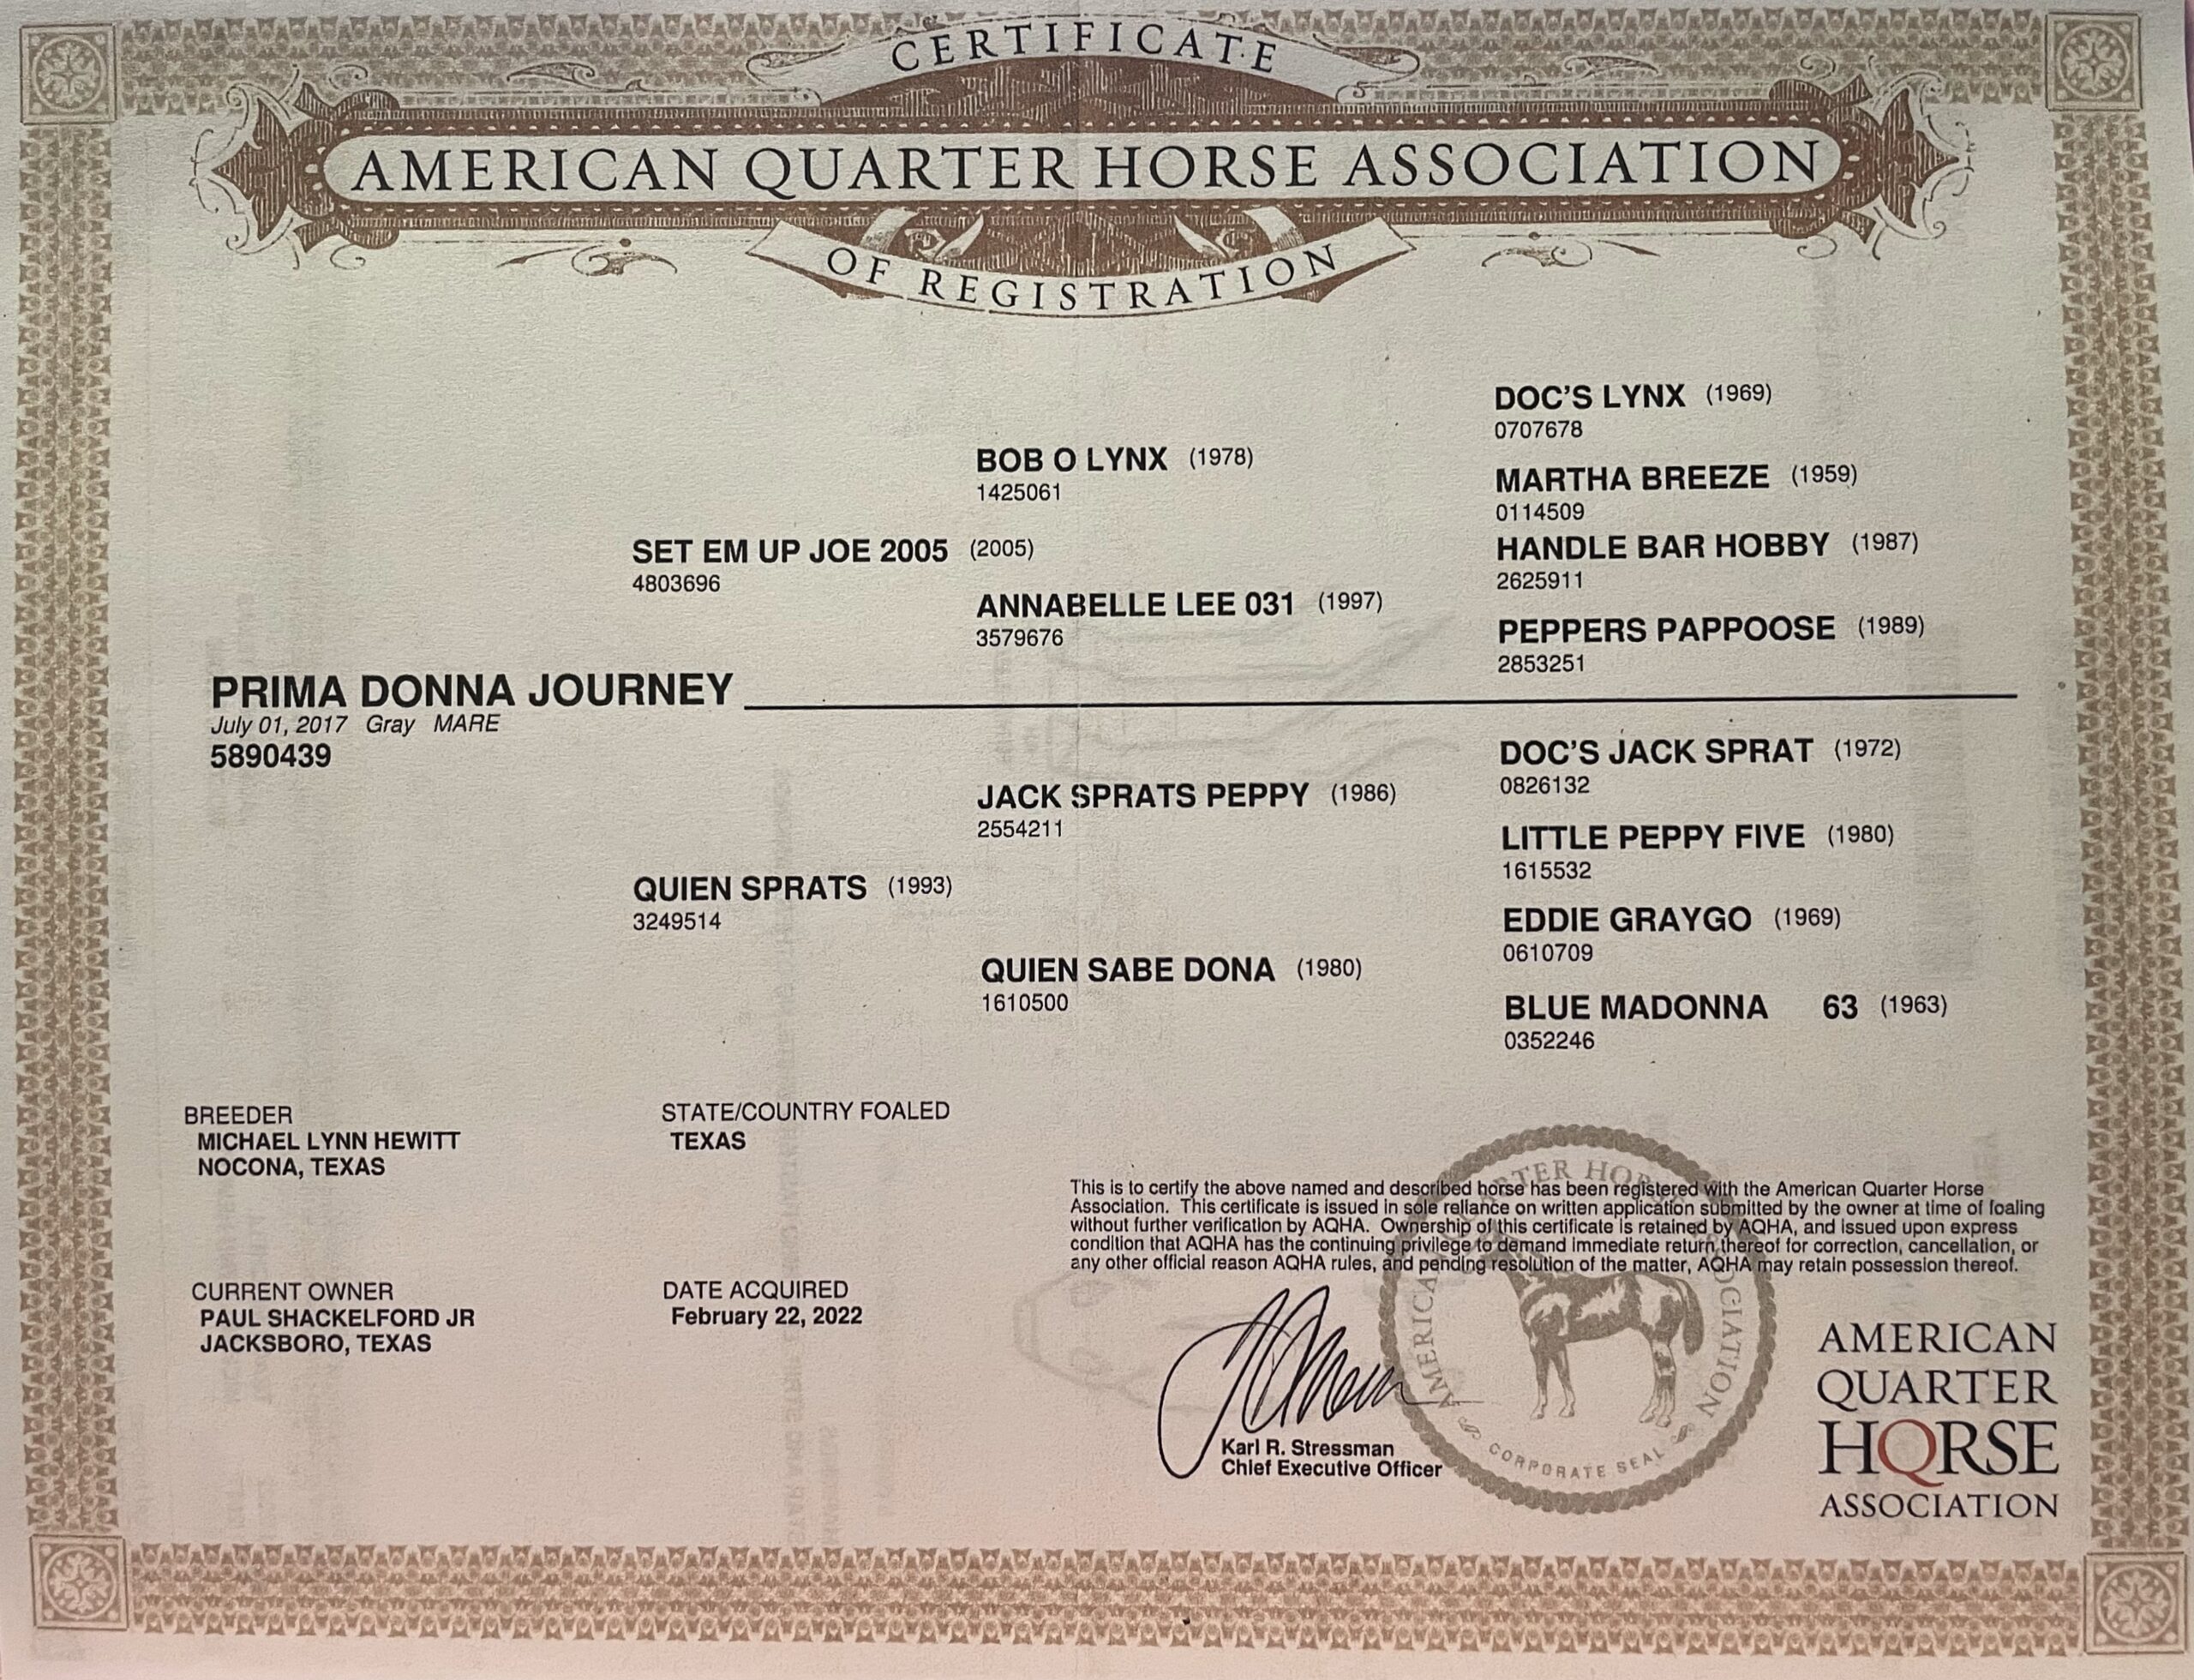 CERTIFICATE
AMERICAN QUARTER HORSE ASSOCIATION
OF REGISTRATION
DOC'S LYNX (1969)
0707678
BOB O LYNX (1978)
1425061
MARTHA BREEZE (1959)
0114509
SET EM UP JOE 2005 (2005)
4803696
HANDLE BAR HOBBY (1987)
2625911
ANNABELLE LEE 031 (1997)
3579676
PEPPERS PAPPOOSE (1989)
2853251
PRIMA DONNA JOURNEY
July 01, 2017 Gray MARE
5890439
DOC'S JACK SPRAT (1972)
0826132
JACK SPRATS PEPPY (1986)
2554211
LITTLE PEPPY FIVE (1980)
1615532
QUIEN SPRATS (1993)
3249514
EDDIE GRAYGO (1969)
0610709
QUIEN SABE DONA (1980)
1610500
BLUE MADONNA 63 (1963)
0352246
BREEDER
MICHAEL LYNN HEWITT
NOCONA, TEXAS
STATE/COUNTRY FOALED
TEXAS
This is to certify the above named and described horse has been registered with the American Quarter Horse
Association. This certificate is issued in sole reliance on written application submitted by the owner at time of foaling
without further verification by AQHA. Ownership of this certificate is retained by AQHA, and issued upon express
condition that AQHA has the continuing privilege to demand immediate return thereof for correction, cancellation, or
any other official reason AQHA rules, and pending resolution of the matter, AQHA may retain possession thereof.
CURRENT OWNER
PAUL SHACKELFORD JR
JACKSBORO, TEXAS
DATE ACQUIRED
February 22, 2022
Karl R. Stressman
Chief Executive Officer
AMERICAN QUARTER HORSE ASSOCIATION
CORPORATE SEAL
AMERICAN
QUARTER
HORSE
ASSOCIATION